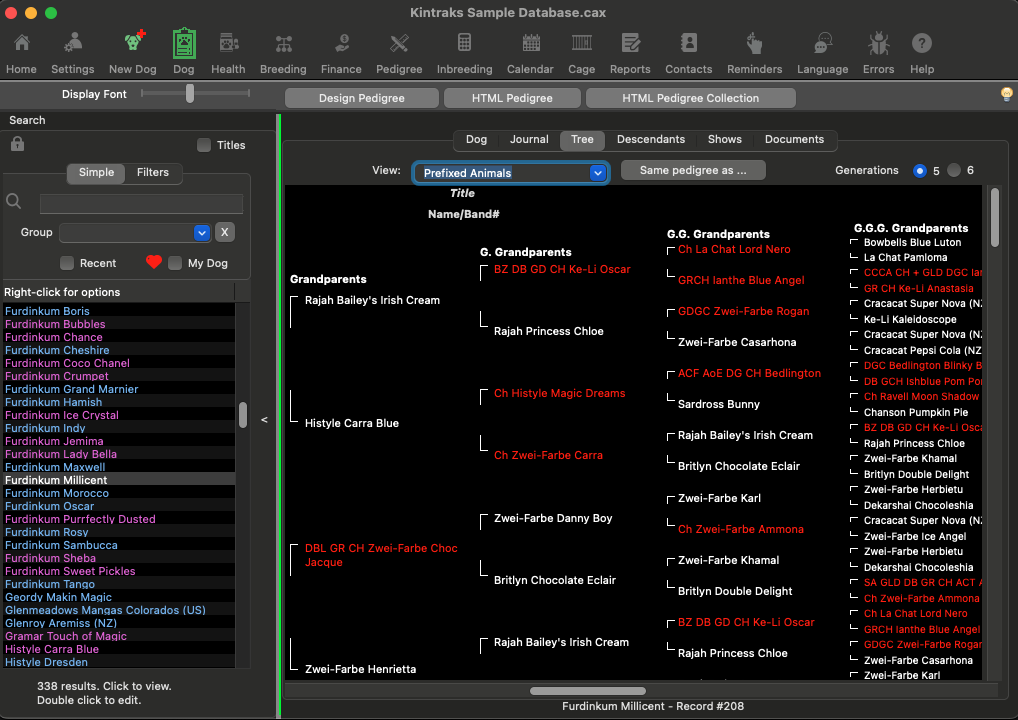 Kintraks Sample Database.cax
Home Settings New Dog Dog Health Breeding Finance Pedigree Inbreeding Calendar Cage Reports Contacts Reminders Language Errors Help
Display Font
Design Pedigree HTML Pedigree HTML Pedigree Collection
Search
Titles
Simple Filters
Group X
Recent My Dog
Right-click for options
Furdinkum Boris
Furdinkum Bubbles
Furdinkum Chance
Furdinkum Cheshire
Furdinkum Coco Chanel
Furdinkum Crumpet
Furdinkum Grand Marnier
Furdinkum Hamish
Furdinkum Ice Crystal
Furdinkum Indy
Furdinkum Jemima
Furdinkum Lady Bella
Furdinkum Maxwell
Furdinkum Millicent
Furdinkum Morocco
Furdinkum Oscar
Furdinkum Purrfectly Dusted
Furdinkum Rosy
Furdinkum Sambucca
Furdinkum Sheba
Furdinkum Sweet Pickles
Furdinkum Tango
Geordy Makin Magic
Glenmeadows Mangas Colorados (US)
Glenroy Aremiss (NZ)
Gramar Touch of Magic
Histyle Carra Blue
Histyle Dresden
338 results. Click to view.
Double click to edit.
<
Dog Journal Tree Descendants Shows Documents
View: Prefixed Animals Same pedigree as ... Generations 5 6
Title
Name/Band#
Grandparents
Rajah Bailey's Irish Cream
Histyle Carra Blue
DBL GR CH Zwei-Farbe Choc
Jacque
Zwei-Farbe Henrietta
G. Grandparents
BZ DB GD CH Ke-Li Oscar
Rajah Princess Chloe
Ch Histyle Magic Dreams
Ch Zwei-Farbe Carra
Zwei-Farbe Danny Boy
Britlyn Chocolate Eclair
Rajah Bailey's Irish Cream
G.G. Grandparents
Ch La Chat Lord Nero
GRCH Ianthe Blue Angel
GDGC Zwei-Farbe Rogan
Zwei-Farbe Casarhona
ACF AoE DG CH Bedlington
Sardross Bunny
Rajah Bailey's Irish Cream
Britlyn Chocolate Eclair
Zwei-Farbe Karl
Ch Zwei-Farbe Ammona
Zwei-Farbe Khamal
Britlyn Double Delight
BZ DB GD CH Ke-Li Oscar
Rajah Princess Chloe
G.G.G. Grandparents
Bowbells Blue Luton
La Chat Pamloma
CCCA CH + GLD DGC Ian
GR CH Ke-Li Anastasia
Cracacat Super Nova (NZ
Ke-Li Kaleidoscope
Cracacat Super Nova (NZ
Cracacat Pepsi Cola (NZ)
DGC Bedlington Blinky B
DB GCH Ishblue Pom Pom
Ch Ravell Moon Shadow
Chanson Pumpkin Pie
BZ DB GD CH Ke-Li Osca
Rajah Princess Chloe
Zwei-Farbe Khamal
Britlyn Double Delight
Zwei-Farbe Herbietu
Dekarshai Chocoleshia
Cracacat Super Nova (NZ
Zwei-Farbe Ice Angel
Zwei-Farbe Herbietu
Dekarshai Chocoleshia
SA GLD DB GR CH ACT A
Ch Zwei-Farbe Ammona
Ch La Chat Lord Nero
GRCH Ianthe Blue Angel
GDGC Zwei-Farbe Rogan
Zwei-Farbe Casarhona
Zwei-Farbe Karl
Furdinkum Millicent - Record #208